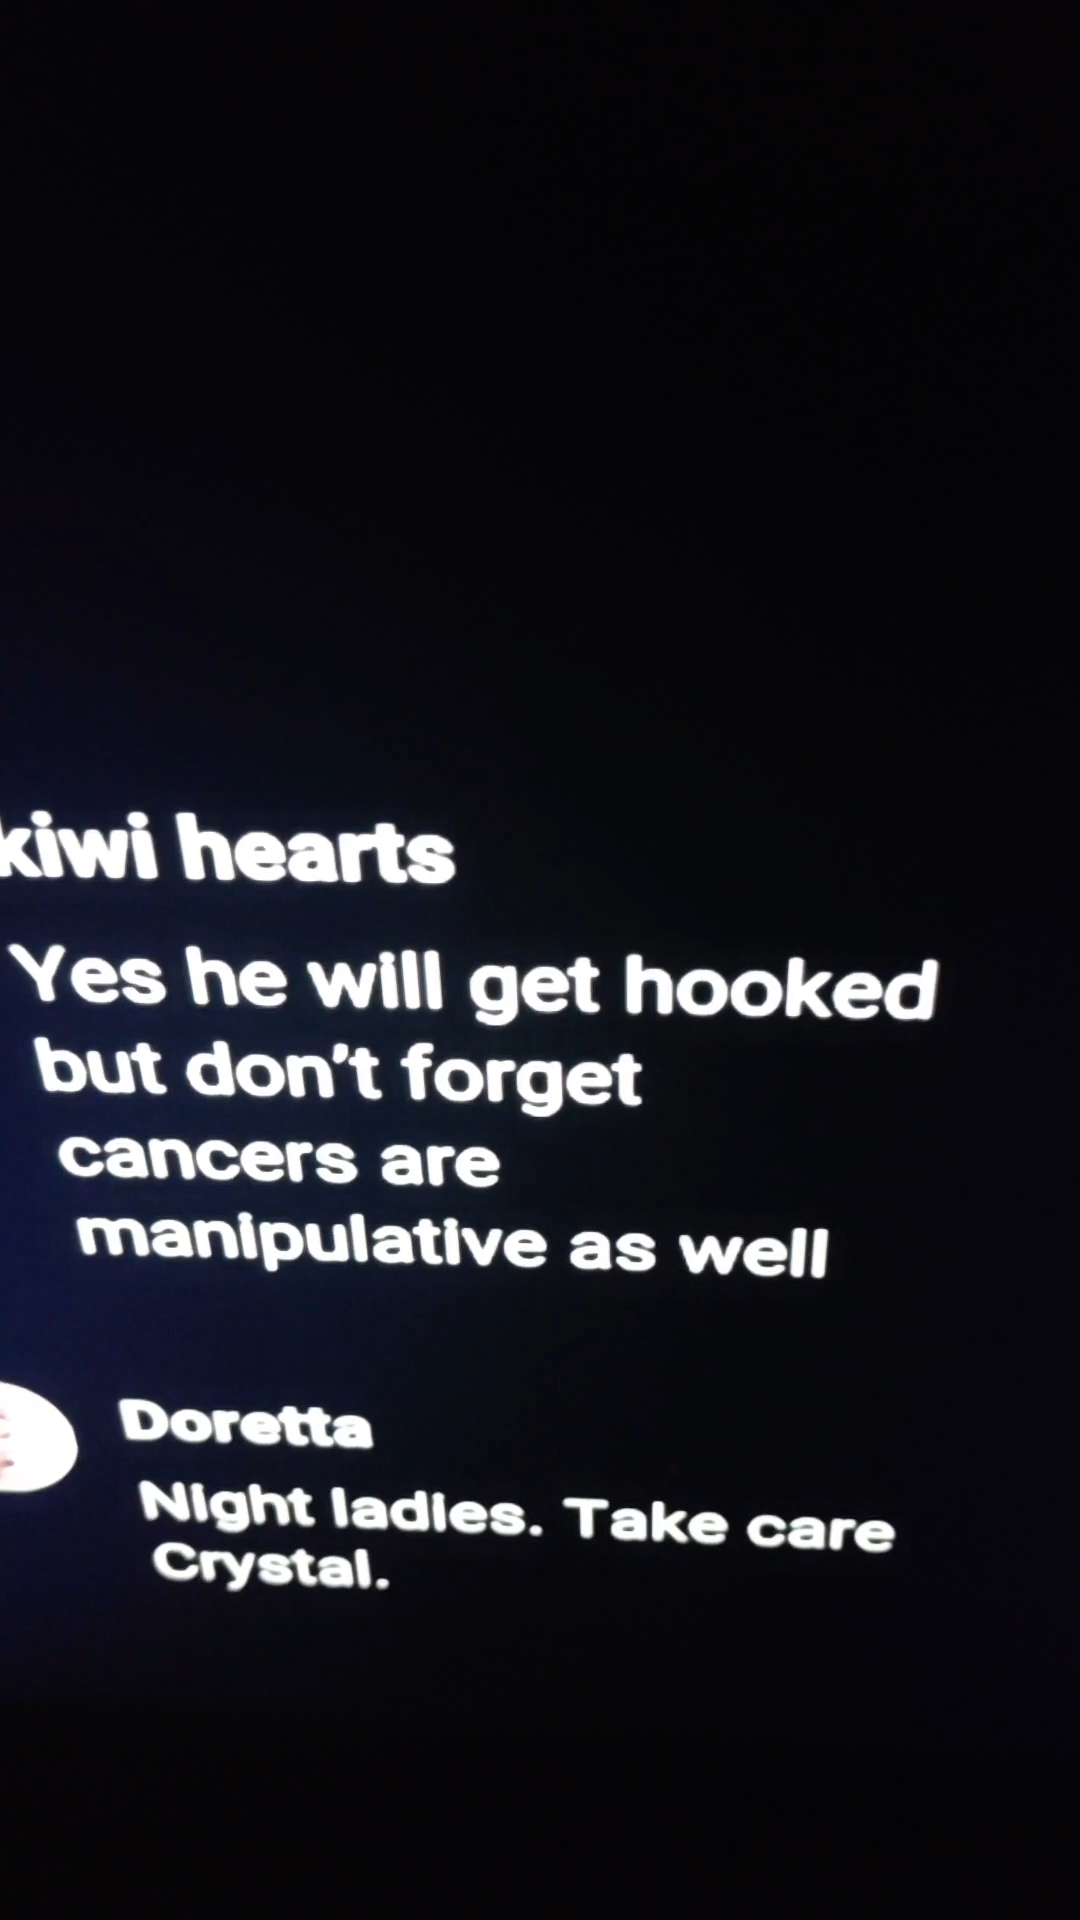 kiwi hearts
Yes he will get hooked
but don't forget
cancers are
manipulative as well
Doretta
Night ladies. Take care
Crystal.